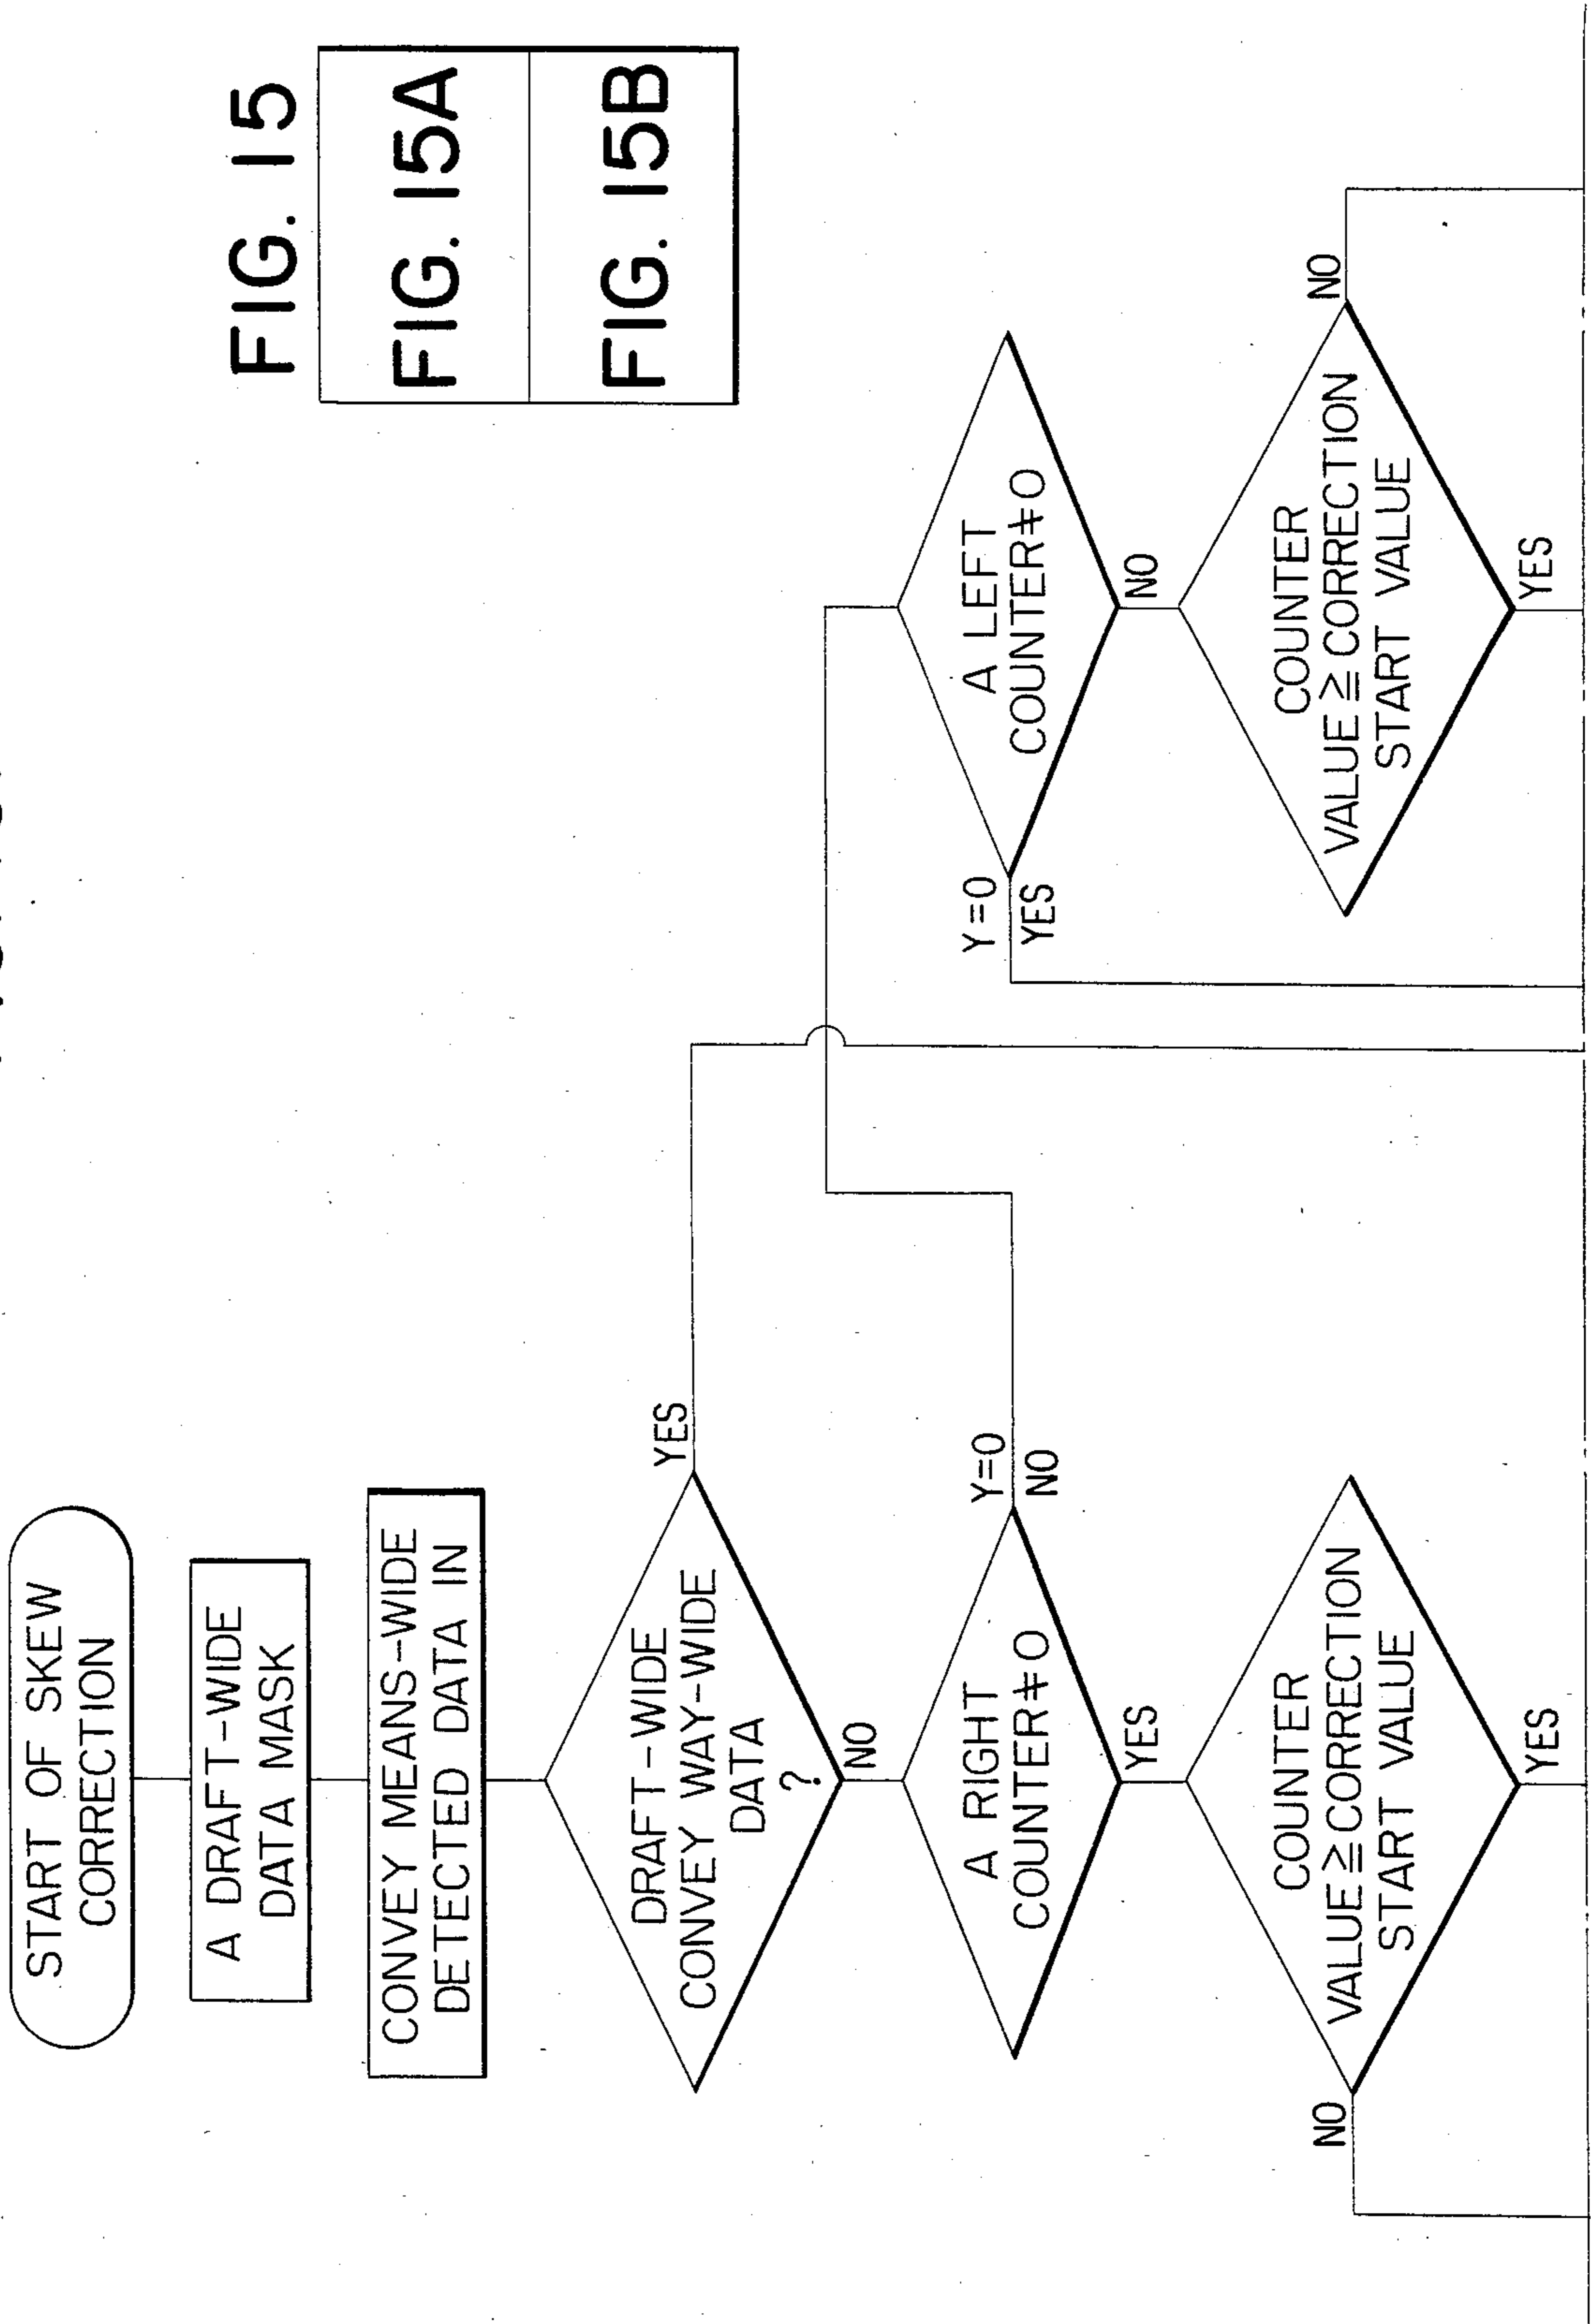 FIG. 15
FIG. 15A
FIG. 15B
START OF SKEW
CORRECTION
A DRAFT-WIDE
DATA MASK
CONVEY MEANS-WIDE
DETECTED DATA IN
DRAFT-WIDE
CONVEY WAY-WIDE
DATA
?
YES
NO
A RIGHT
COUNTER≠0
Y=0
NO
YES
COUNTER
VALUE≧CORRECTION
START VALUE
NO
YES
A LEFT
COUNTER≠0
Y=0
YES
NO
COUNTER
VALUE≧CORRECTION
START VALUE
NO
YES